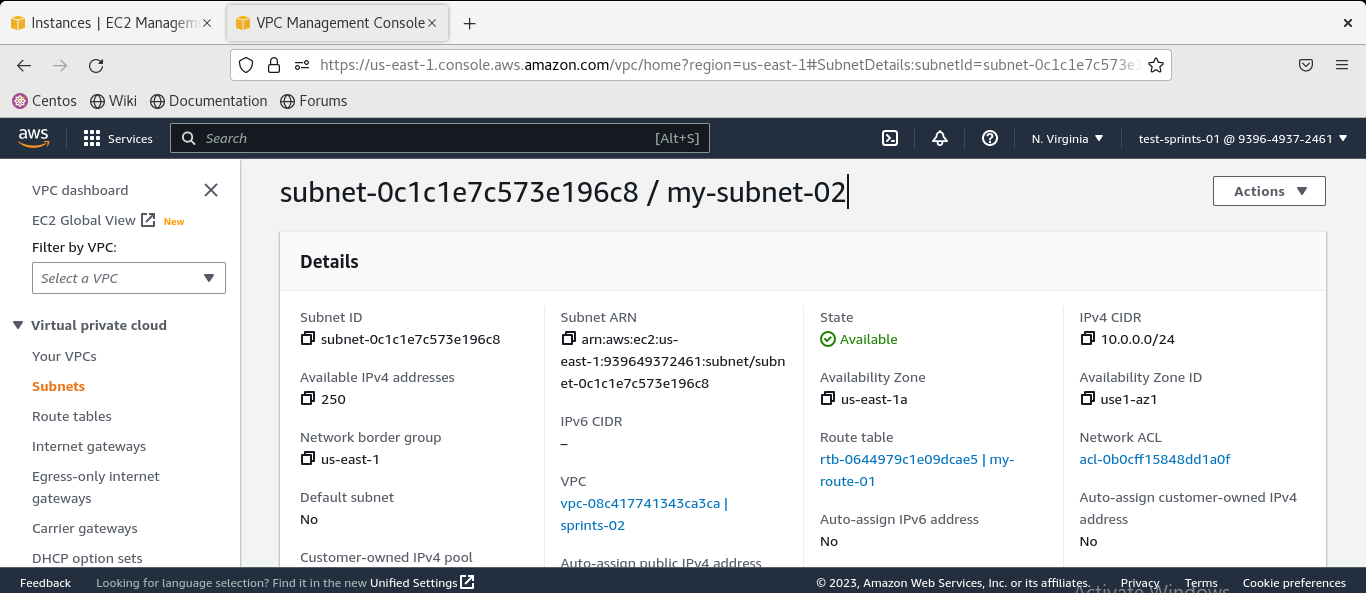 Instances | EC2 Managem
VPC Management Console
https://us-east-1.console.aws.amazon.com/vpc/home?region=us-east-1#SubnetDetails:subnetId=subnet-0c1c1e7c573e1
Centos Wiki Documentation Forums
aws Services Search [Alt+S] N. Virginia test-sprints-01 @ 9396-4937-2461
VPC dashboard
EC2 Global View New
Filter by VPC:
Select a VPC
Virtual private cloud
Your VPCs
Subnets
Route tables
Internet gateways
Egress-only internet
gateways
Carrier gateways
DHCP option sets
subnet-0c1c1e7c573e196c8 / my-subnet-02
Actions
Details
Subnet ID
subnet-0c1c1e7c573e196c8
Available IPv4 addresses
250
Network border group
us-east-1
Default subnet
No
Customer-owned IPv4 pool
Subnet ARN
arn:aws:ec2:us-
east-1:939649372461:subnet/subn
et-0c1c1e7c573e196c8
IPv6 CIDR
–
VPC
vpc-08c417741343ca3ca |
sprints-02
Auto-assign public IPv4 address
State
Available
Availability Zone
us-east-1a
Route table
rtb-0644979c1e09dcae5 | my-
route-01
Auto-assign IPv6 address
No
IPv4 CIDR
10.0.0.0/24
Availability Zone ID
use1-az1
Network ACL
acl-0b0cff15848dd1a0f
Auto-assign customer-owned IPv4
address
No
Feedback Looking for language selection? Find it in the new Unified Settings © 2023, Amazon Web Services, Inc. or its affiliates. Privacy Terms Cookie preferences
Activate Windows